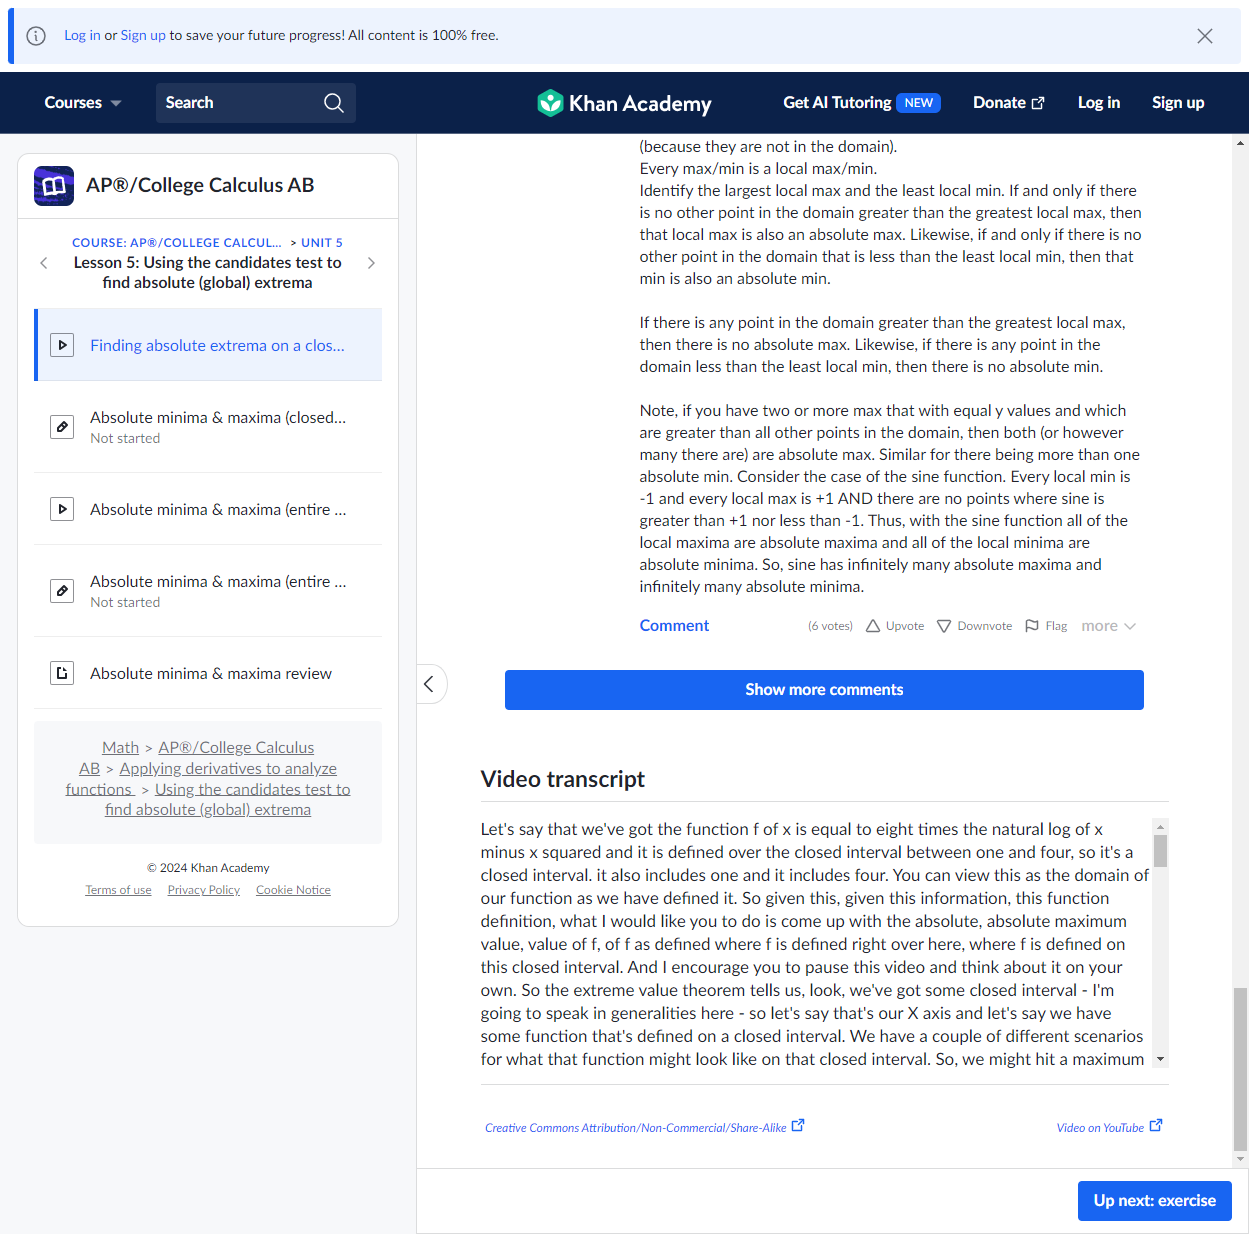 Log in or Sign up to save your future progress! All content is 100% free.
Courses
Search
Khan Academy
Get AI Tutoring NEW
Donate
Log in
Sign up
AP®/College Calculus AB
COURSE: AP®/COLLEGE CALCUL... > UNIT 5
Lesson 5: Using the candidates test to
find absolute (global) extrema
Finding absolute extrema on a clos...
Absolute minima & maxima (closed...
Not started
Absolute minima & maxima (entire ...
Absolute minima & maxima (entire ...
Not started
Absolute minima & maxima review
Math > AP®/College Calculus
AB > Applying derivatives to analyze
functions > Using the candidates test to
find absolute (global) extrema
© 2024 Khan Academy
Terms of use Privacy Policy Cookie Notice
(because they are not in the domain).
Every max/min is a local max/min.
Identify the largest local max and the least local min. If and only if there
is no other point in the domain greater than the greatest local max, then
that local max is also an absolute max. Likewise, if and only if there is no
other point in the domain that is less than the least local min, then that
min is also an absolute min.
If there is any point in the domain greater than the greatest local max,
then there is no absolute max. Likewise, if there is any point in the
domain less than the least local min, then there is no absolute min.
Note, if you have two or more max that with equal y values and which
are greater than all other points in the domain, then both (or however
many there are) are absolute max. Similar for there being more than one
absolute min. Consider the case of the sine function. Every local min is
-1 and every local max is +1 AND there are no points where sine is
greater than +1 nor less than -1. Thus, with the sine function all of the
local maxima are absolute maxima and all of the local minima are
absolute minima. So, sine has infinitely many absolute maxima and
infinitely many absolute minima.
Comment (6 votes) Upvote Downvote Flag more
Show more comments
Video transcript
Let's say that we've got the function f of x is equal to eight times the natural log of x
minus x squared and it is defined over the closed interval between one and four, so it's a
closed interval. it also includes one and it includes four. You can view this as the domain of
our function as we have defined it. So given this, given this information, this function
definition, what I would like you to do is come up with the absolute, absolute maximum
value, value of f, of f as defined where f is defined right over here, where f is defined on
this closed interval. And I encourage you to pause this video and think about it on your
own. So the extreme value theorem tells us, look, we've got some closed interval - I'm
going to speak in generalities here - so let's say that's our X axis and let's say we have
some function that's defined on a closed interval. We have a couple of different scenarios
for what that function might look like on that closed interval. So, we might hit a maximum
Creative Commons Attribution/Non-Commercial/Share-Alike
Video on YouTube
Up next: exercise